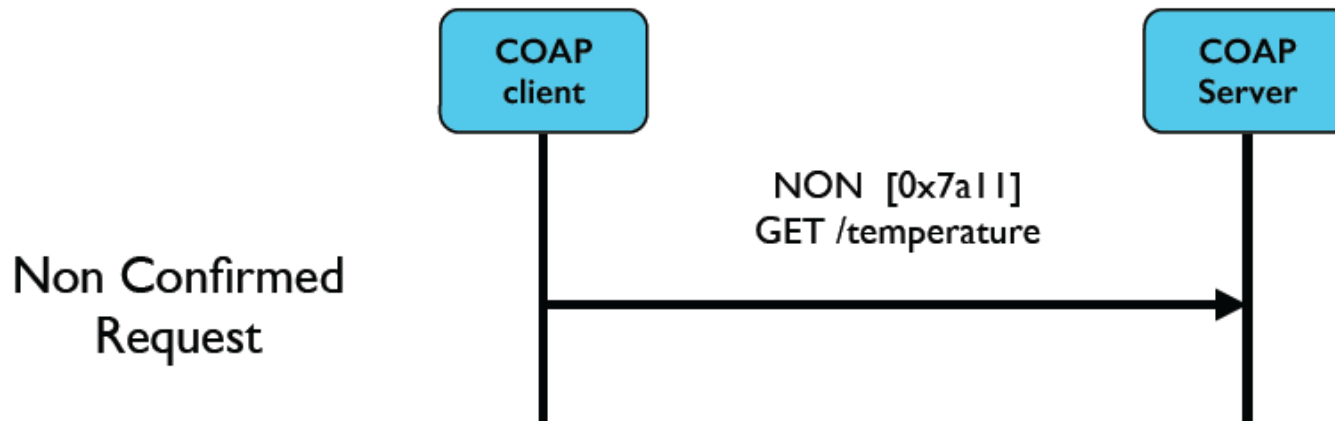 COAP
client
COAP
Server
NON [0x7a11]
GET /temperature
Non Confirmed
Request